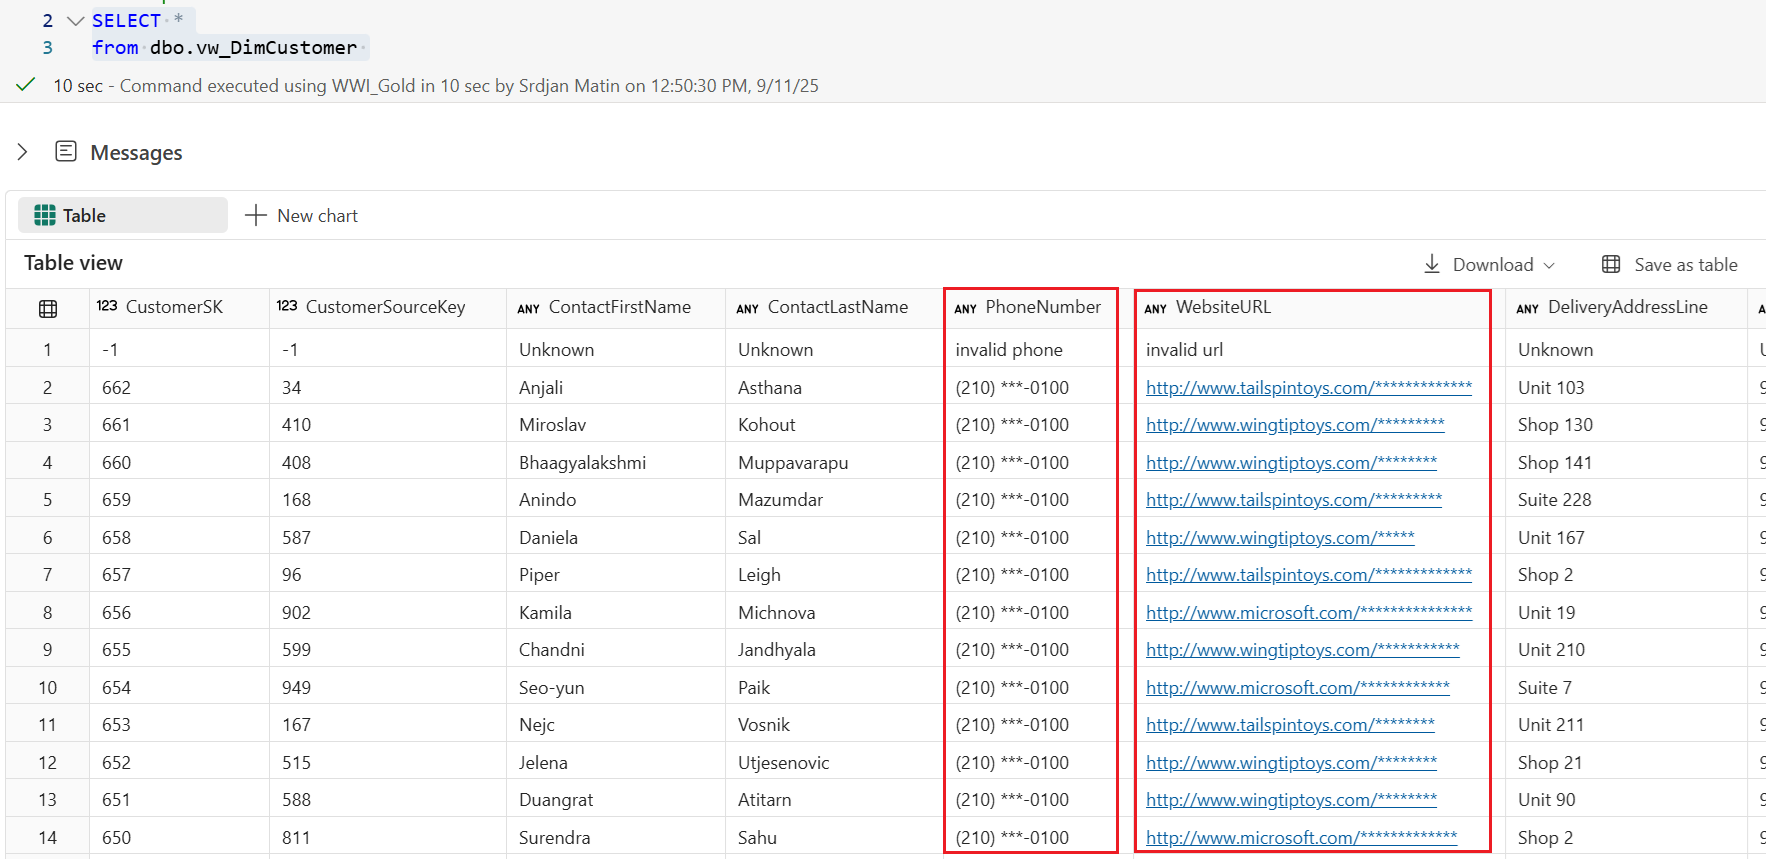 2 SELECT *
3 from dbo.vw_DimCustomer
10 sec - Command executed using WWI_Gold in 10 sec by Srdjan Matin on 12:50:30 PM, 9/11/25
Messages
Table New chart
Table view Download Save as table
123 CustomerSK 123 CustomerSourceKey ANY ContactFirstName ANY ContactLastName ANY PhoneNumber ANY WebsiteURL ANY DeliveryAddressLine
1 -1 -1 Unknown Unknown invalid phone invalid url Unknown
2 662 34 Anjali Asthana (210) ***-0100 http://www.tailspintoys.com/************* Unit 103
3 661 410 Miroslav Kohout (210) ***-0100 http://www.wingtiptoys.com/********* Shop 130
4 660 408 Bhaagyalakshmi Muppavarapu (210) ***-0100 http://www.wingtiptoys.com/******** Shop 141
5 659 168 Anindo Mazumdar (210) ***-0100 http://www.tailspintoys.com/********* Suite 228
6 658 587 Daniela Sal (210) ***-0100 http://www.wingtiptoys.com/***** Unit 167
7 657 96 Piper Leigh (210) ***-0100 http://www.tailspintoys.com/************* Shop 2
8 656 902 Kamila Michnova (210) ***-0100 http://www.microsoft.com/*************** Unit 19
9 655 599 Chandni Jandhyala (210) ***-0100 http://www.wingtiptoys.com/*********** Unit 210
10 654 949 Seo-yun Paik (210) ***-0100 http://www.microsoft.com/************ Suite 7
11 653 167 Nejc Vosnik (210) ***-0100 http://www.tailspintoys.com/******** Unit 211
12 652 515 Jelena Utjesenovic (210) ***-0100 http://www.wingtiptoys.com/******** Shop 21
13 651 588 Duangrat Atitarn (210) ***-0100 http://www.wingtiptoys.com/******** Unit 90
14 650 811 Surendra Sahu (210) ***-0100 http://www.microsoft.com/************* Shop 2